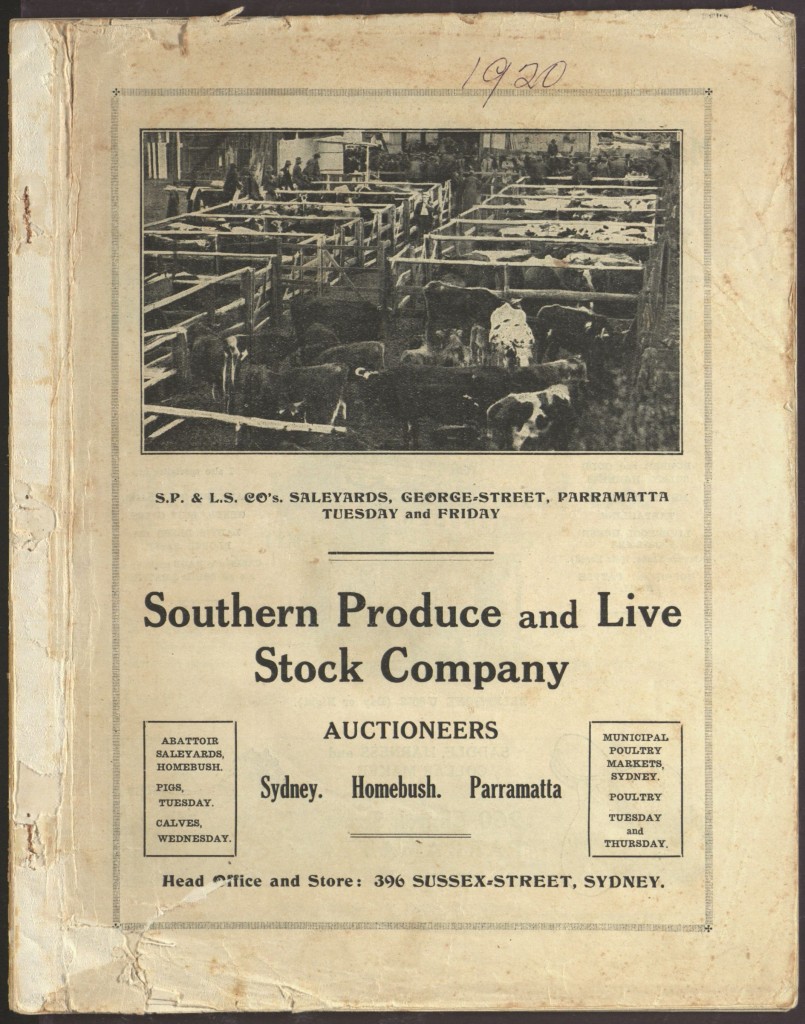 1920
S.P. & L.S. CO's. SALEYARDS, GEORGE-STREET, PARRAMATTA
TUESDAY and FRIDAY
Southern Produce and Live
Stock Company
AUCTIONEERS
Sydney. Homebush. Parramatta
ABATTOIR
SALEYARDS,
HOMEBUSH.
PIGS,
TUESDAY.
CALVES,
WEDNESDAY.
MUNICIPAL
POULTRY
MARKETS,
SYDNEY.
POULTRY
TUESDAY
and
THURSDAY.
Head Office and Store: 396 SUSSEX-STREET, SYDNEY.